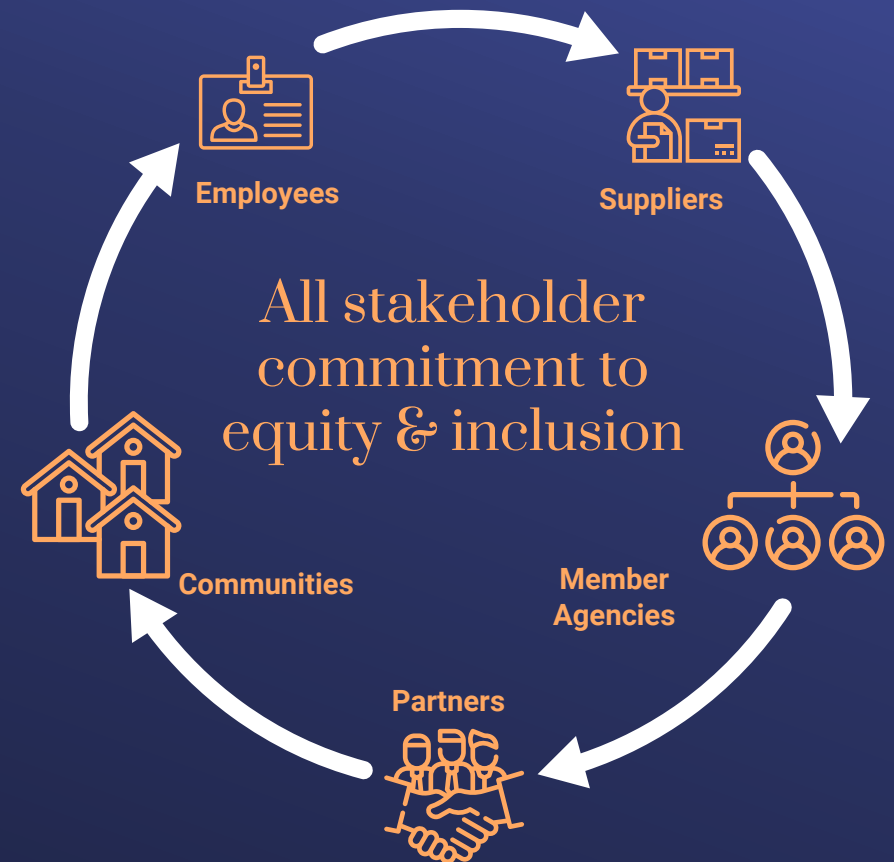 Employees
Suppliers
All stakeholder
commitment to
equity & inclusion
Communities
Member
Agencies
Partners